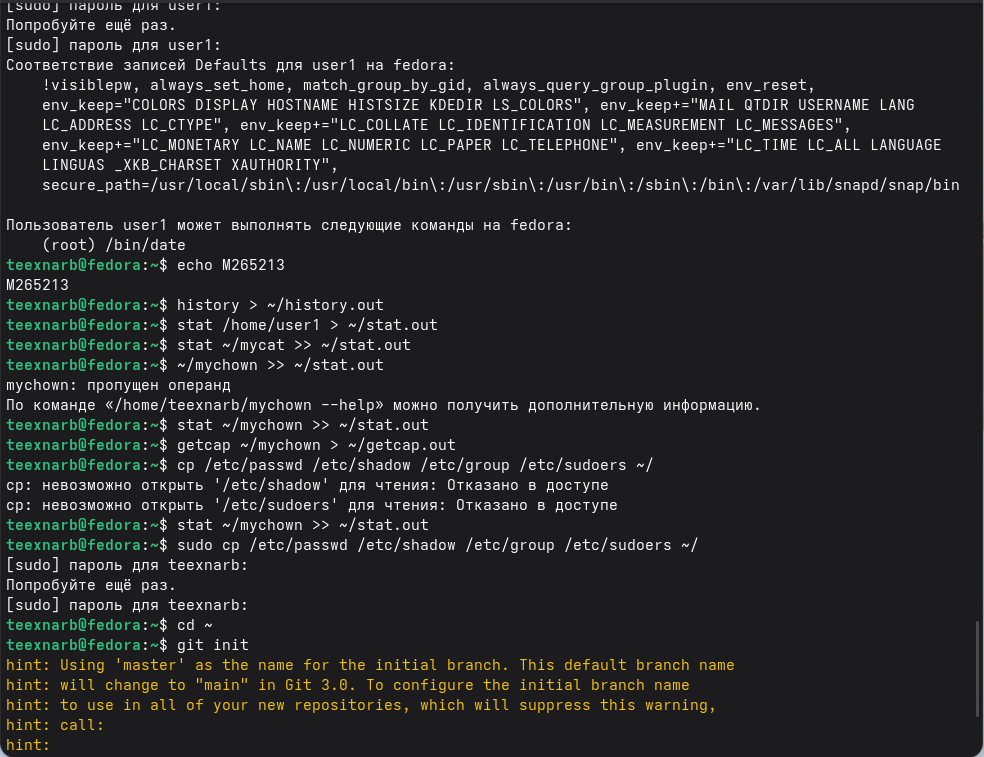 [sudo] пароль для user1:
Попробуйте ещё раз.
[sudo] пароль для user1:
Соответствие записей Defaults для user1 на fedora:
    !visiblepw, always_set_home, match_group_by_gid, always_query_group_plugin, env_reset,
    env_keep="COLORS DISPLAY HOSTNAME HISTSIZE KDEDIR LS_COLORS", env_keep+="MAIL QTDIR USERNAME LANG
    LC_ADDRESS LC_CTYPE", env_keep+="LC_COLLATE LC_IDENTIFICATION LC_MEASUREMENT LC_MESSAGES",
    env_keep+="LC_MONETARY LC_NAME LC_NUMERIC LC_PAPER LC_TELEPHONE", env_keep+="LC_TIME LC_ALL LANGUAGE
    LINGUAS _XKB_CHARSET XAUTHORITY",
    secure_path=/usr/local/sbin\:/usr/local/bin\:/usr/sbin\:/usr/bin\:/sbin\:/bin\:/var/lib/snapd/snap/bin

Пользователь user1 может выполнять следующие команды на fedora:
    (root) /bin/date
teexnarb@fedora:~$ echo M265213
M265213
teexnarb@fedora:~$ history > ~/history.out
teexnarb@fedora:~$ stat /home/user1 > ~/stat.out
teexnarb@fedora:~$ stat ~/mycat >> ~/stat.out
teexnarb@fedora:~$ ~/mychown >> ~/stat.out
mychown: пропущен операнд
По команде «/home/teexnarb/mychown --help» можно получить дополнительную информацию.
teexnarb@fedora:~$ stat ~/mychown >> ~/stat.out
teexnarb@fedora:~$ getcap ~/mychown > ~/getcap.out
teexnarb@fedora:~$ cp /etc/passwd /etc/shadow /etc/group /etc/sudoers ~/
cp: невозможно открыть '/etc/shadow' для чтения: Отказано в доступе
cp: невозможно открыть '/etc/sudoers' для чтения: Отказано в доступе
teexnarb@fedora:~$ stat ~/mychown >> ~/stat.out
teexnarb@fedora:~$ sudo cp /etc/passwd /etc/shadow /etc/group /etc/sudoers ~/
[sudo] пароль для teexnarb:
Попробуйте ещё раз.
[sudo] пароль для teexnarb:
teexnarb@fedora:~$ cd ~
teexnarb@fedora:~$ git init
hint: Using 'master' as the name for the initial branch. This default branch name
hint: will change to "main" in Git 3.0. To configure the initial branch name
hint: to use in all of your new repositories, which will suppress this warning,
hint: call:
hint: